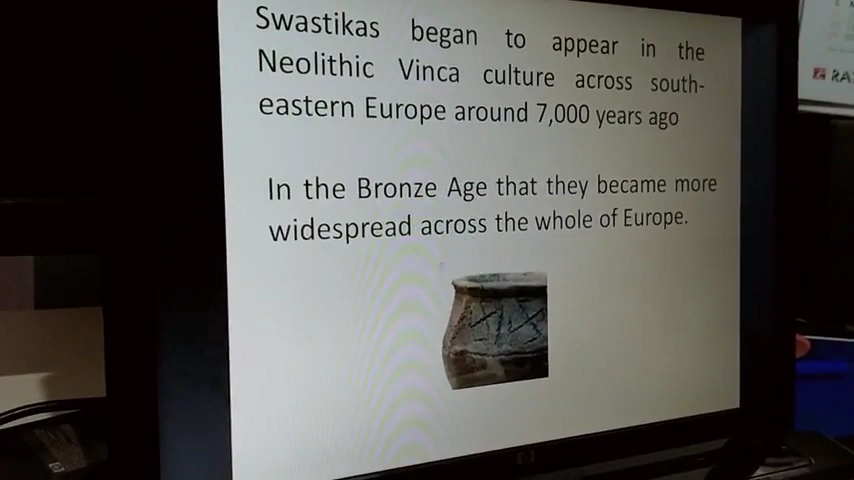 Swastikas began to appear in the
Neolithic Vinca culture across south-
eastern Europe around 7,000 years ago
In the Bronze Age that they became more
widespread across the whole of Europe.